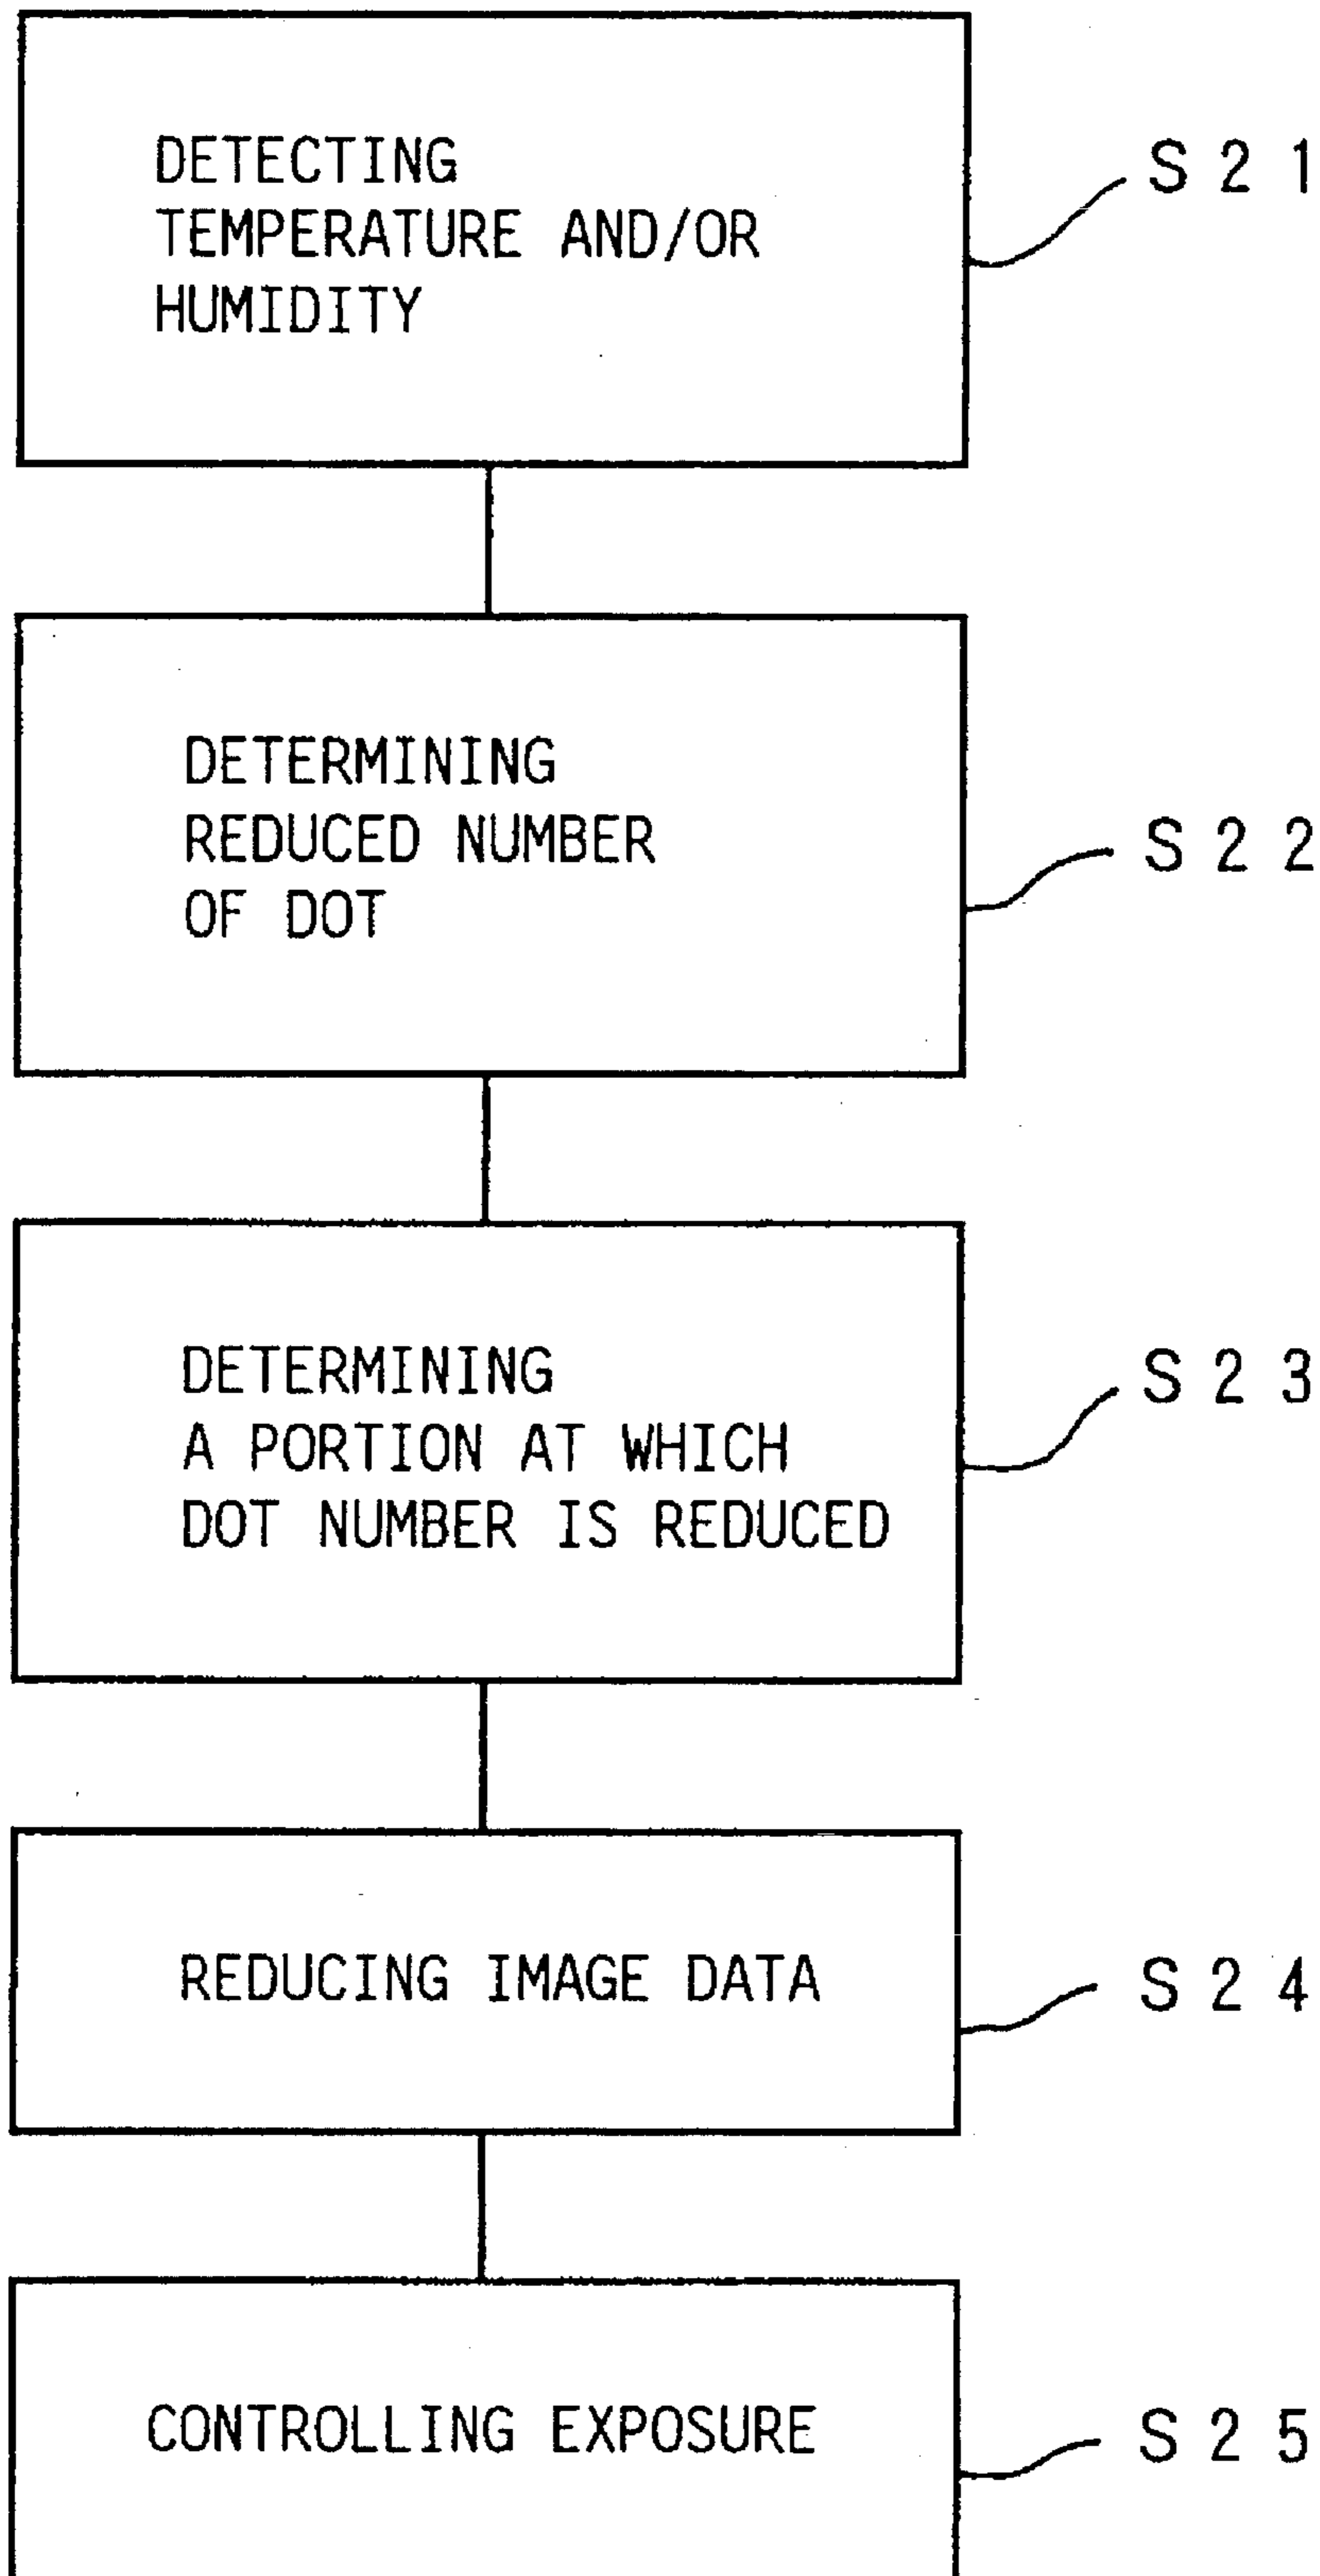 DETECTING
TEMPERATURE AND/OR
HUMIDITY
S21
DETERMINING
REDUCED NUMBER
OF DOT
S22
DETERMINING
A PORTION AT WHICH
DOT NUMBER IS REDUCED
S23
REDUCING IMAGE DATA
S24
CONTROLLING EXPOSURE
S25